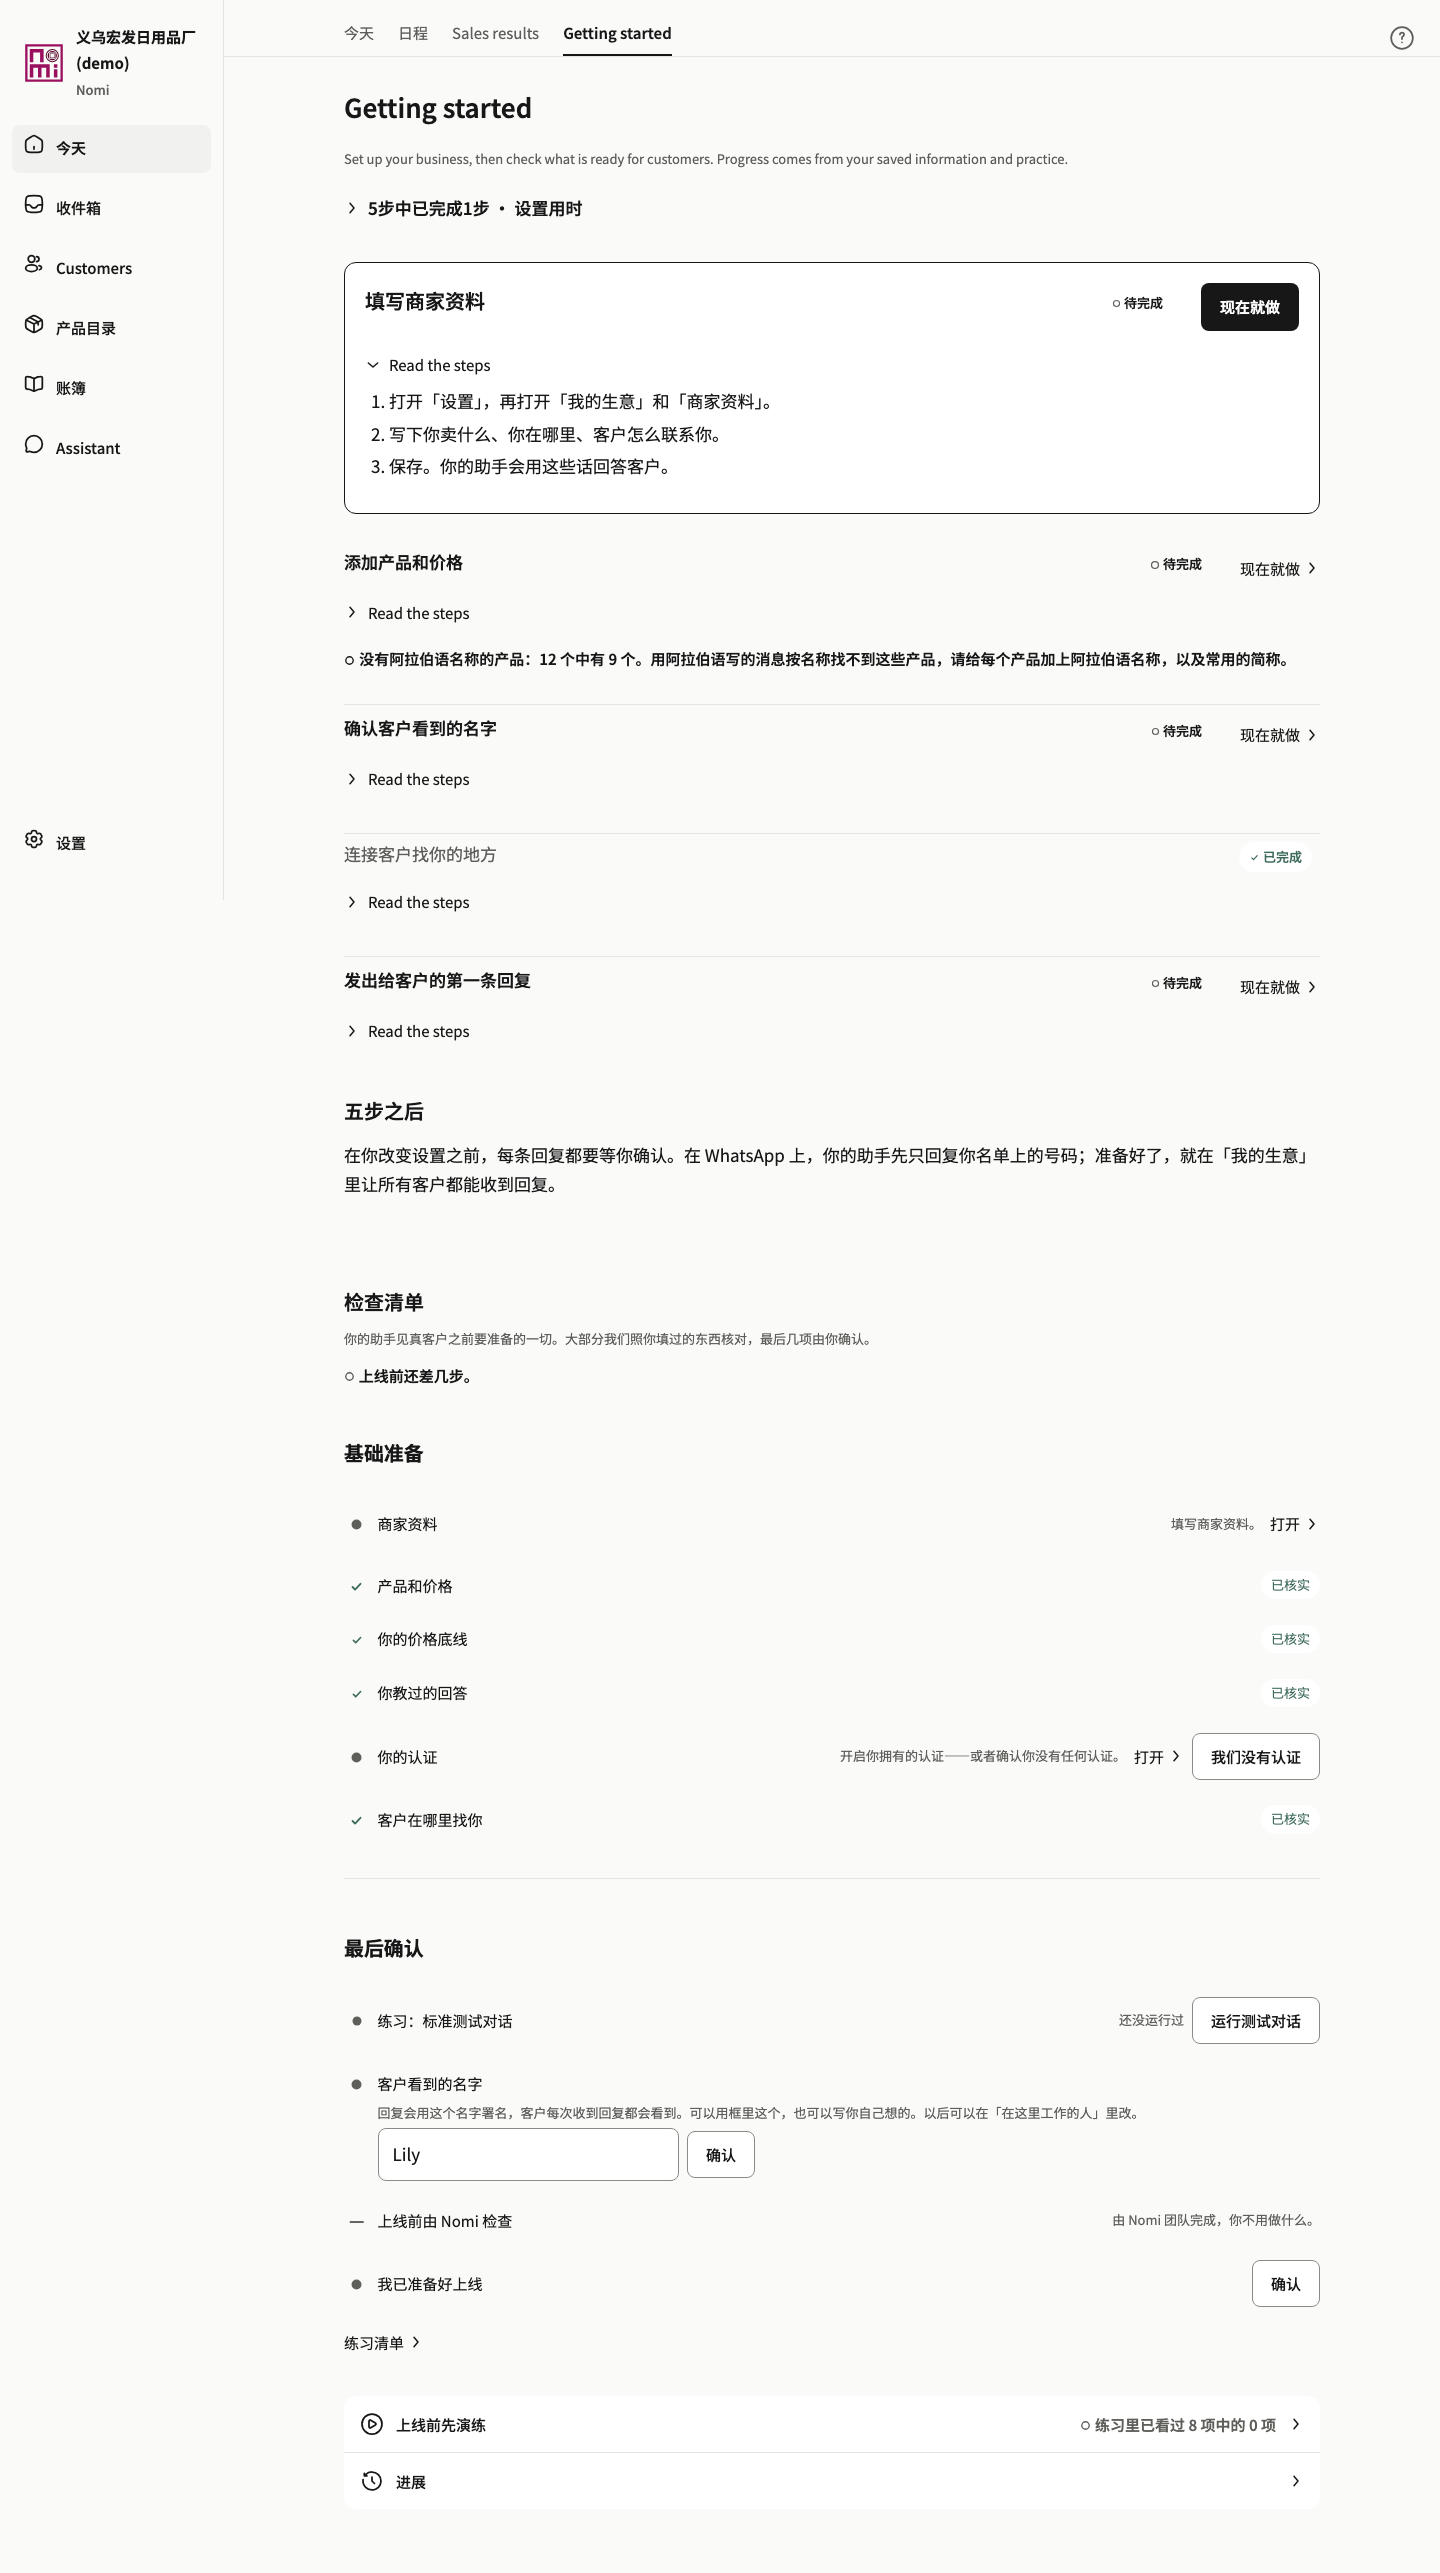 义乌宏发日用品厂
(demo)
Nomi
今天
收件箱
Customers
产品目录
账簿
Assistant
设置
今天 日程 Sales results Getting started
Getting started
Set up your business, then check what is ready for customers. Progress comes from your saved information and practice.
5步中已完成1步 · 设置用时
填写商家资料
待完成
现在就做
Read the steps
1. 打开「设置」，再打开「我的生意」和「商家资料」。
2. 写下你卖什么、你在哪里、客户怎么联系你。
3. 保存。你的助手会用这些话回答客户。
添加产品和价格
待完成
现在就做
Read the steps
没有阿拉伯语名称的产品：12 个中有 9 个。用阿拉伯语写的消息按名称找不到这些产品，请给每个产品加上阿拉伯语名称，以及常用的简称。
确认客户看到的名字
待完成
现在就做
Read the steps
连接客户找你的地方
已完成
Read the steps
发出给客户的第一条回复
待完成
现在就做
Read the steps
五步之后
在你改变设置之前，每条回复都要等你确认。在 WhatsApp 上，你的助手先只回复你名单上的号码；准备好了，就在「我的生意」
里让所有客户都能收到回复。
检查清单
你的助手见真客户之前要准备的一切。大部分我们照你填过的东西核对，最后几项由你确认。
上线前还差几步。
基础准备
商家资料
填写商家资料。
打开
产品和价格
已核实
你的价格底线
已核实
你教过的回答
已核实
你的认证
开启你拥有的认证——或者确认你没有任何认证。
打开
我们没有认证
客户在哪里找你
已核实
最后确认
练习：标准测试对话
还没运行过
运行测试对话
客户看到的名字
回复会用这个名字署名，客户每次收到回复都会看到。可以用框里这个，也可以写你自己想的。以后可以在「在这里工作的人」里改。
Lily
确认
上线前由 Nomi 检查
由 Nomi 团队完成，你不用做什么。
我已准备好上线
确认
练习清单
上线前先演练
练习里已看过 8 项中的 0 项
进展